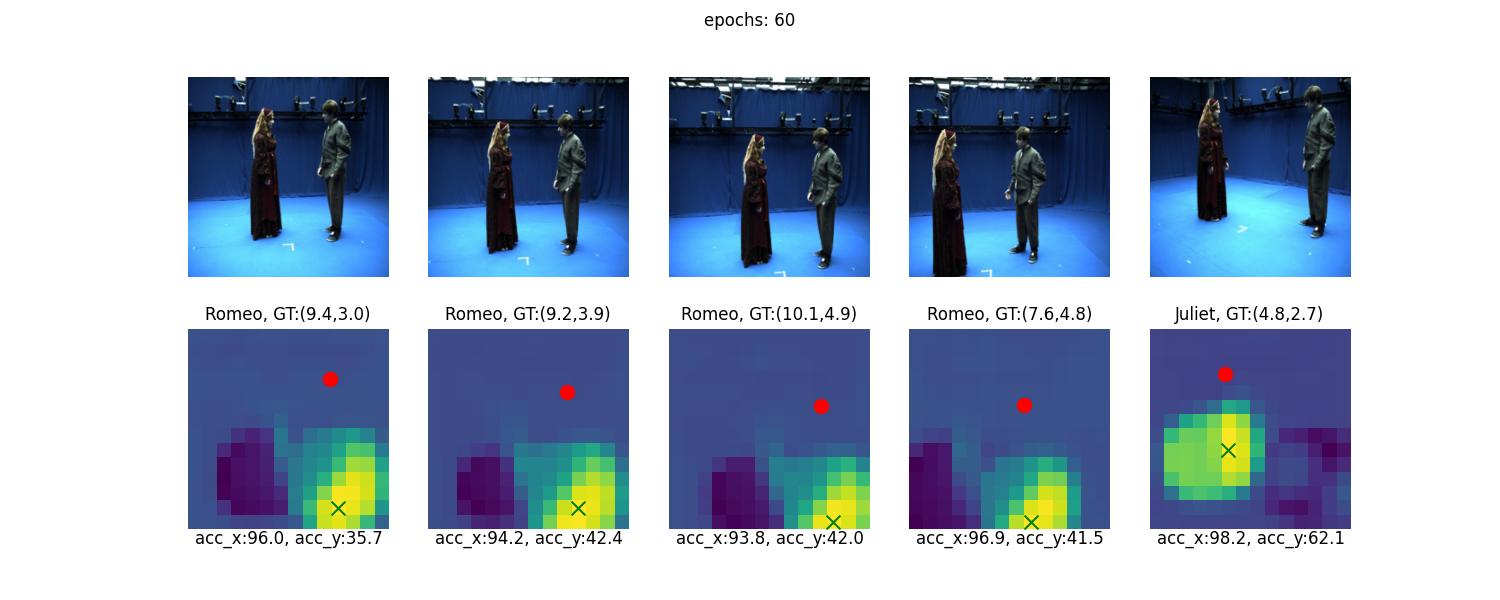 epochs: 60
Romeo, GT:(9.4,3.0)
Romeo, GT:(9.2,3.9)
Romeo, GT:(10.1,4.9)
Romeo, GT:(7.6,4.8)
Juliet, GT:(4.8,2.7)
acc_x:96.0, acc_y:35.7
acc_x:94.2, acc_y:42.4
acc_x:93.8, acc_y:42.0
acc_x:96.9, acc_y:41.5
acc_x:98.2, acc_y:62.1